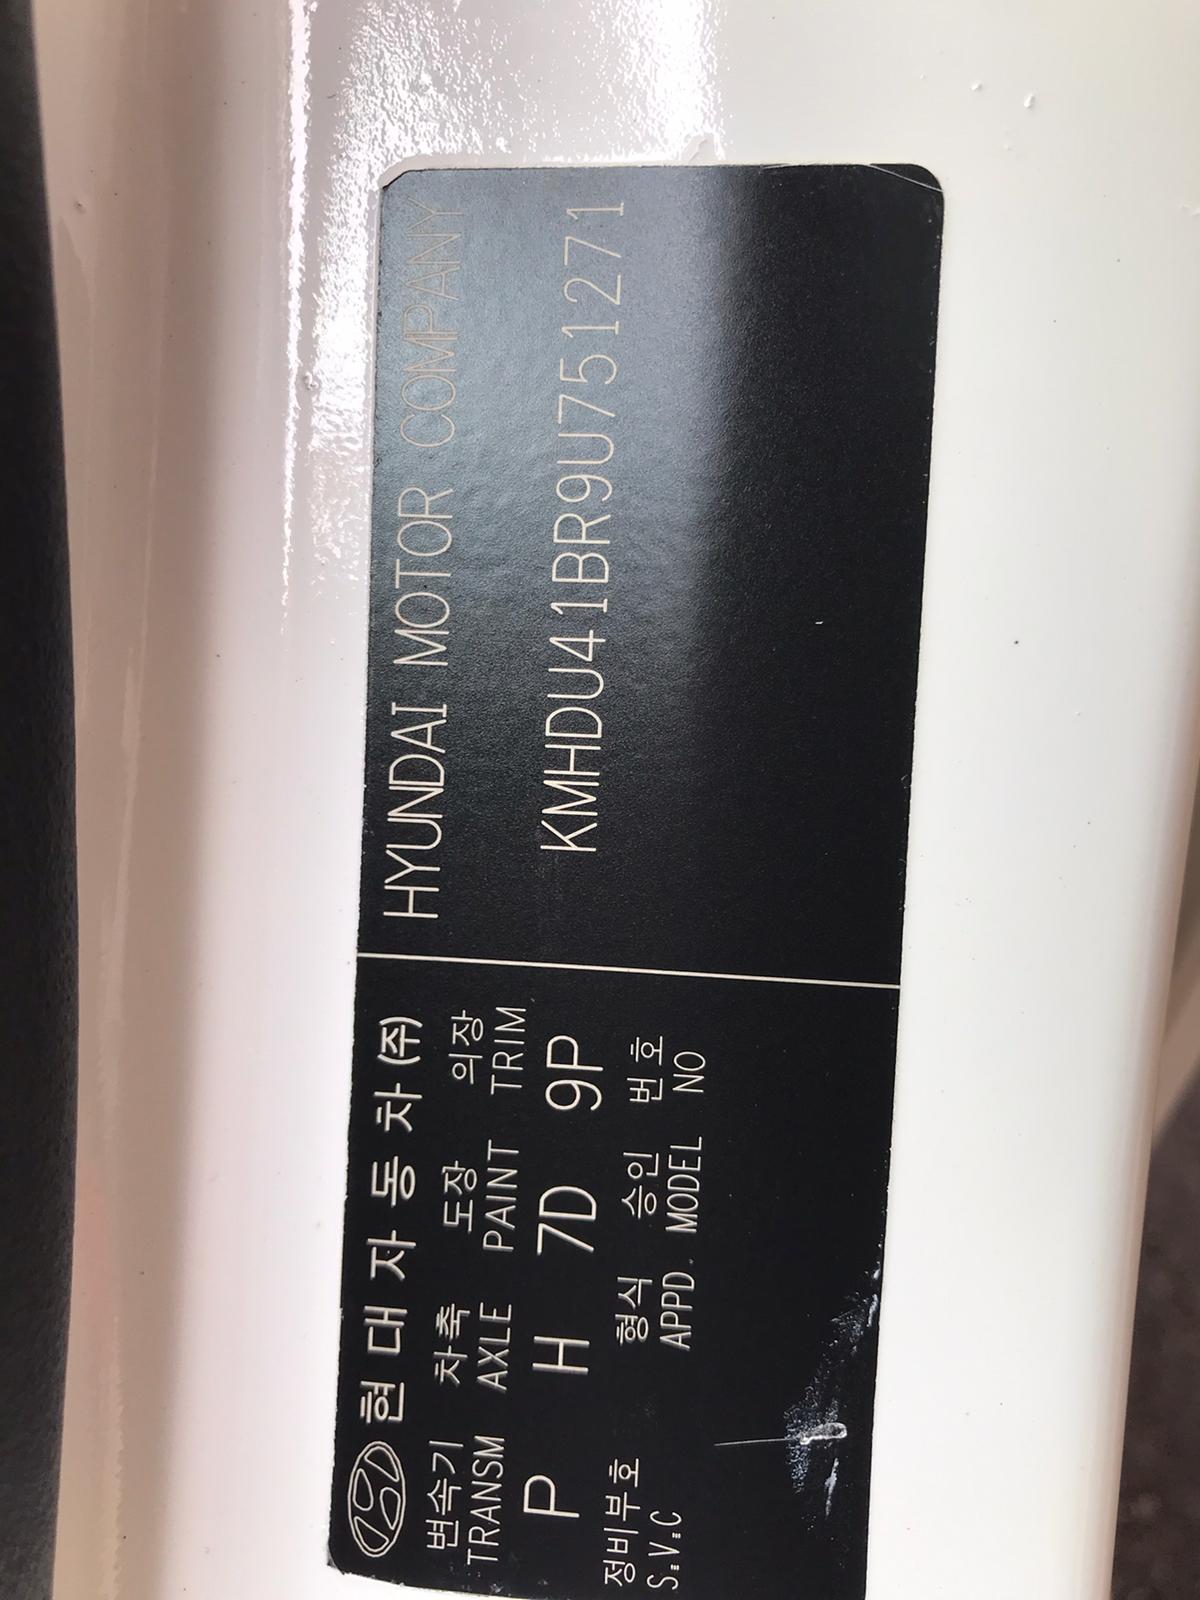 현대자동차(주)
변속기 차축 도장 의장
TRANSM AXLE PAINT TRIM
P H 7D 9P
정비부호 형식 승인 번호
S.V.C APPD. MODEL NO
HYUNDAI MOTOR COMPANY
KMHDU41BR9U751271